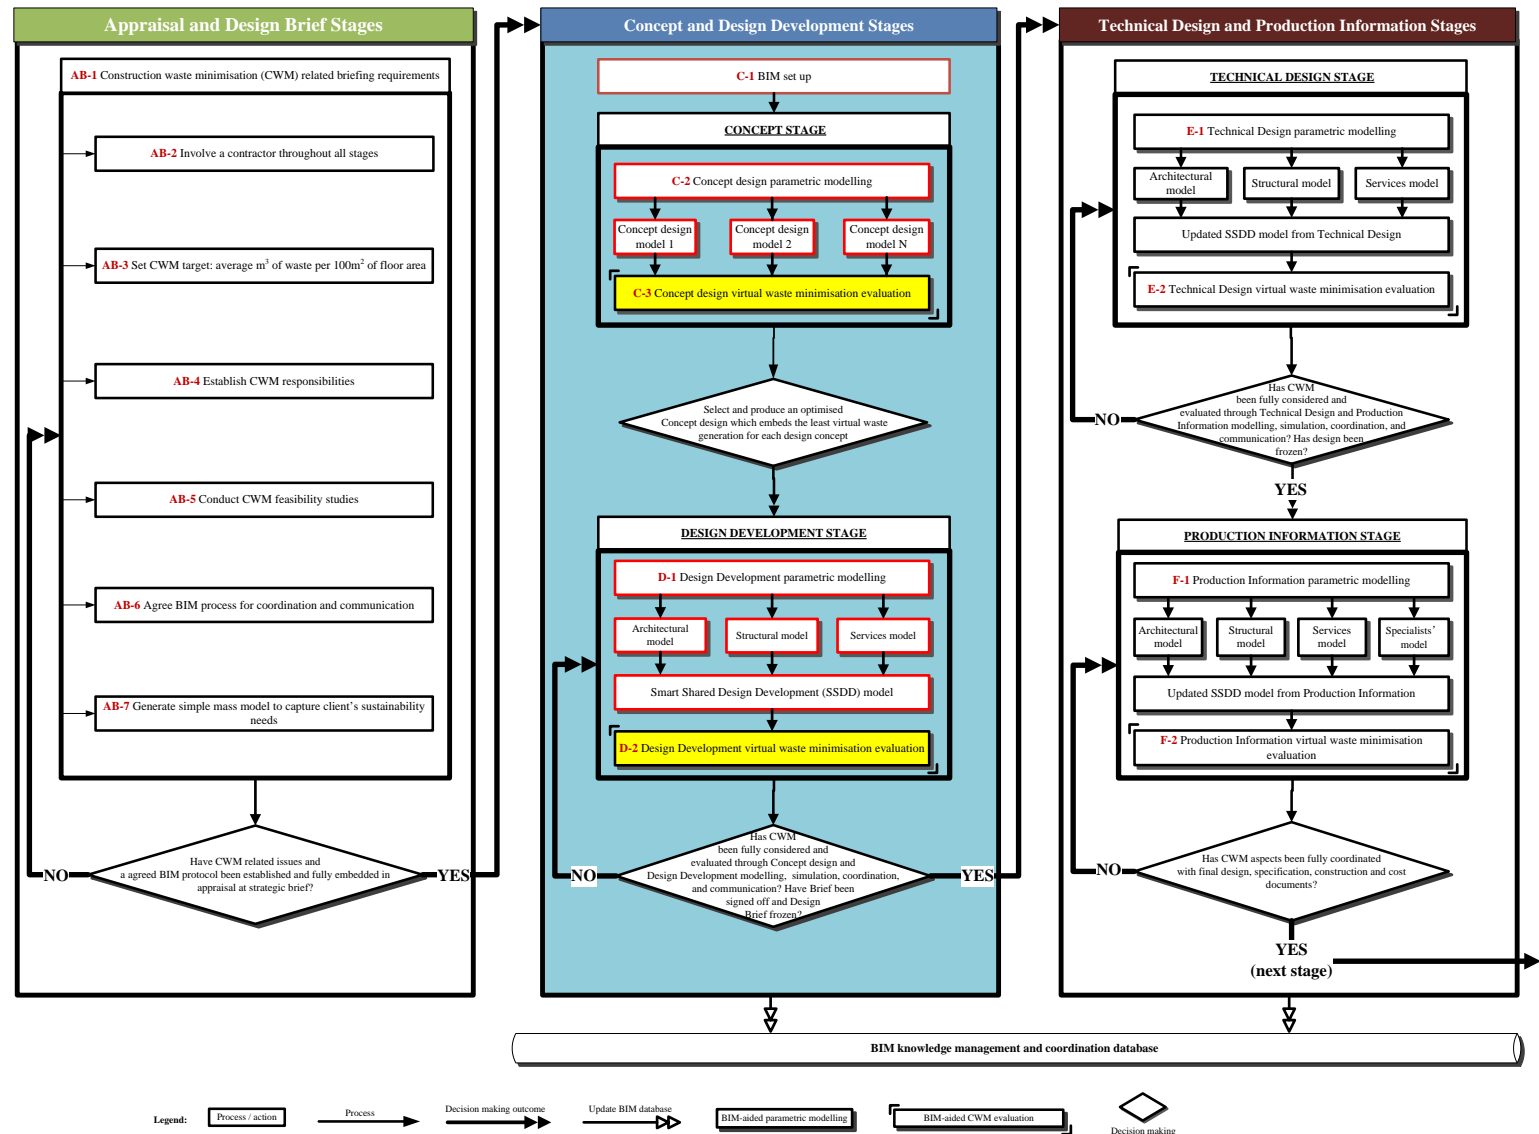 Appraisal and Design Brief Stages
AB-1 Construction waste minimisation (CWM) related briefing requirements
AB-2 Involve a contractor throughout all stages
AB-3 Set CWM target: average m³ of waste per 100m² of floor area
AB-4 Establish CWM responsibilities
AB-5 Conduct CWM feasibility studies
AB-6 Agree BIM process for coordination and communication
AB-7 Generate simple mass model to capture client's sustainability
needs
Have CWM related issues and
a agreed BIM protocol been established and fully embedded in
appraisal at strategic brief?
NO
YES
Concept and Design Development Stages
C-1 BIM set up
CONCEPT STAGE
C-2 Concept design parametric modelling
Concept design
model 1
Concept design
model 2
Concept design
model N
C-3 Concept design virtual waste minimisation evaluation
Select and produce an optimised
Concept design which embeds the least virtual waste
generation for each design concept
DESIGN DEVELOPMENT STAGE
D-1 Design Development parametric modelling
Architectural
model
Structural model
Services model
Smart Shared Design Development (SSDD) model
D-2 Design Development virtual waste minimisation evaluation
Has CWM
been fully considered and
evaluated through Concept design and
Design Development modelling, simulation, coordination,
and communication? Have Brief been
signed off and Design
Brief frozen?
NO
YES
Technical Design and Production Information Stages
TECHNICAL DESIGN STAGE
E-1 Technical Design parametric modelling
Architectural
model
Structural model
Services model
Updated SSDD model from Technical Design
E-2 Technical Design virtual waste minimisation evaluation
Has CWM
been fully considered and
evaluated through Technical Design and Production
Information modelling, simulation, coordination, and
communication? Has design been
frozen?
NO
YES
PRODUCTION INFORMATION STAGE
F-1 Production Information parametric modelling
Architectural
model
Structural
model
Services
model
Specialists'
model
Updated SSDD model from Production Information
F-2 Production Information virtual waste minimisation
evaluation
Has CWM aspects been fully coordinated
with final design, specification, construction and cost
documents?
NO
YES
(next stage)
BIM knowledge management and coordination database
Legend:
Process / action
Process
Decision making outcome
Update BIM database
BIM-aided parametric modelling
BIM-aided CWM evaluation
Decision making